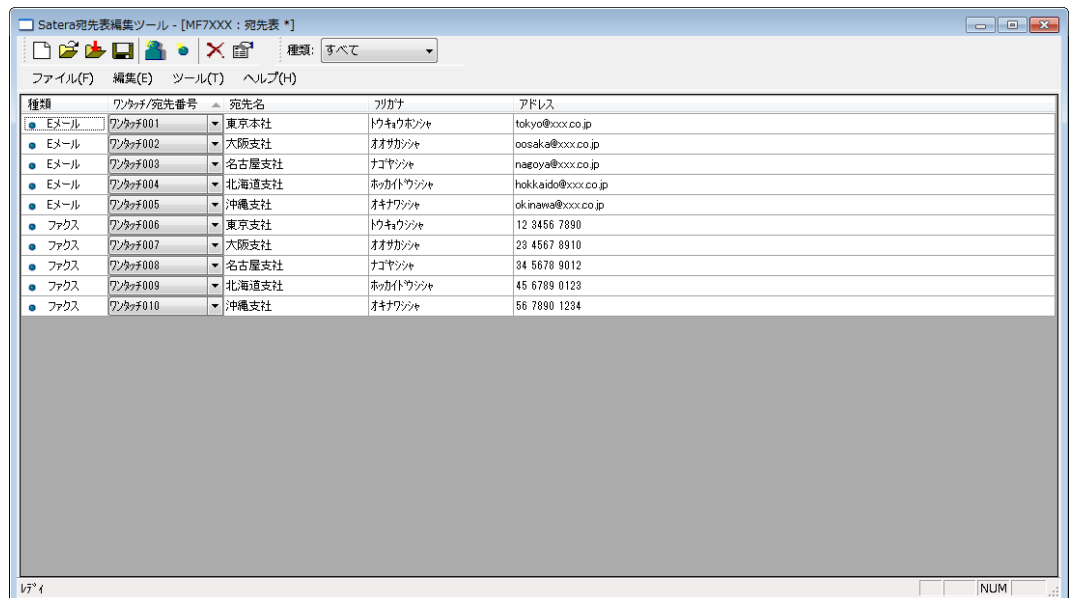 Satera宛先表編集ツール - [MF7XXX : 宛先表 *]
種類: すべて
ファイル(F) 編集(E) ツール(T) ヘルプ(H)
種類 ﾜﾝﾀｯﾁ/宛先番号 宛先名 ﾌﾘｶﾞﾅ アドレス
Eメール ﾜﾝﾀｯﾁ001 東京本社 ﾄｳｷｮｳﾎﾝｼｬ tokyo@xxx.co.jp
Eメール ﾜﾝﾀｯﾁ002 大阪支社 ｵｵｻｶｼｼｬ oosaka@xxx.co.jp
Eメール ﾜﾝﾀｯﾁ003 名古屋支社 ﾅｺﾞﾔｼｼｬ nagoya@xxx.co.jp
Eメール ﾜﾝﾀｯﾁ004 北海道支社 ﾎｯｶｲﾄﾞｳｼｼｬ hokkaido@xxx.co.jp
Eメール ﾜﾝﾀｯﾁ005 沖縄支社 ｵｷﾅﾜｼｼｬ okinawa@xxx.co.jp
ファクス ﾜﾝﾀｯﾁ006 東京支社 ﾄｳｷｮｳｼｼｬ 12 3456 7890
ファクス ﾜﾝﾀｯﾁ007 大阪支社 ｵｵｻｶｼｼｬ 23 4567 8910
ファクス ﾜﾝﾀｯﾁ008 名古屋支社 ﾅｺﾞﾔｼｼｬ 34 5678 9012
ファクス ﾜﾝﾀｯﾁ009 北海道支社 ﾎｯｶｲﾄﾞｳｼｼｬ 45 6789 0123
ファクス ﾜﾝﾀｯﾁ010 沖縄支社 ｵｷﾅﾜｼｼｬ 56 7890 1234
ﾚﾃﾞｨ NUM